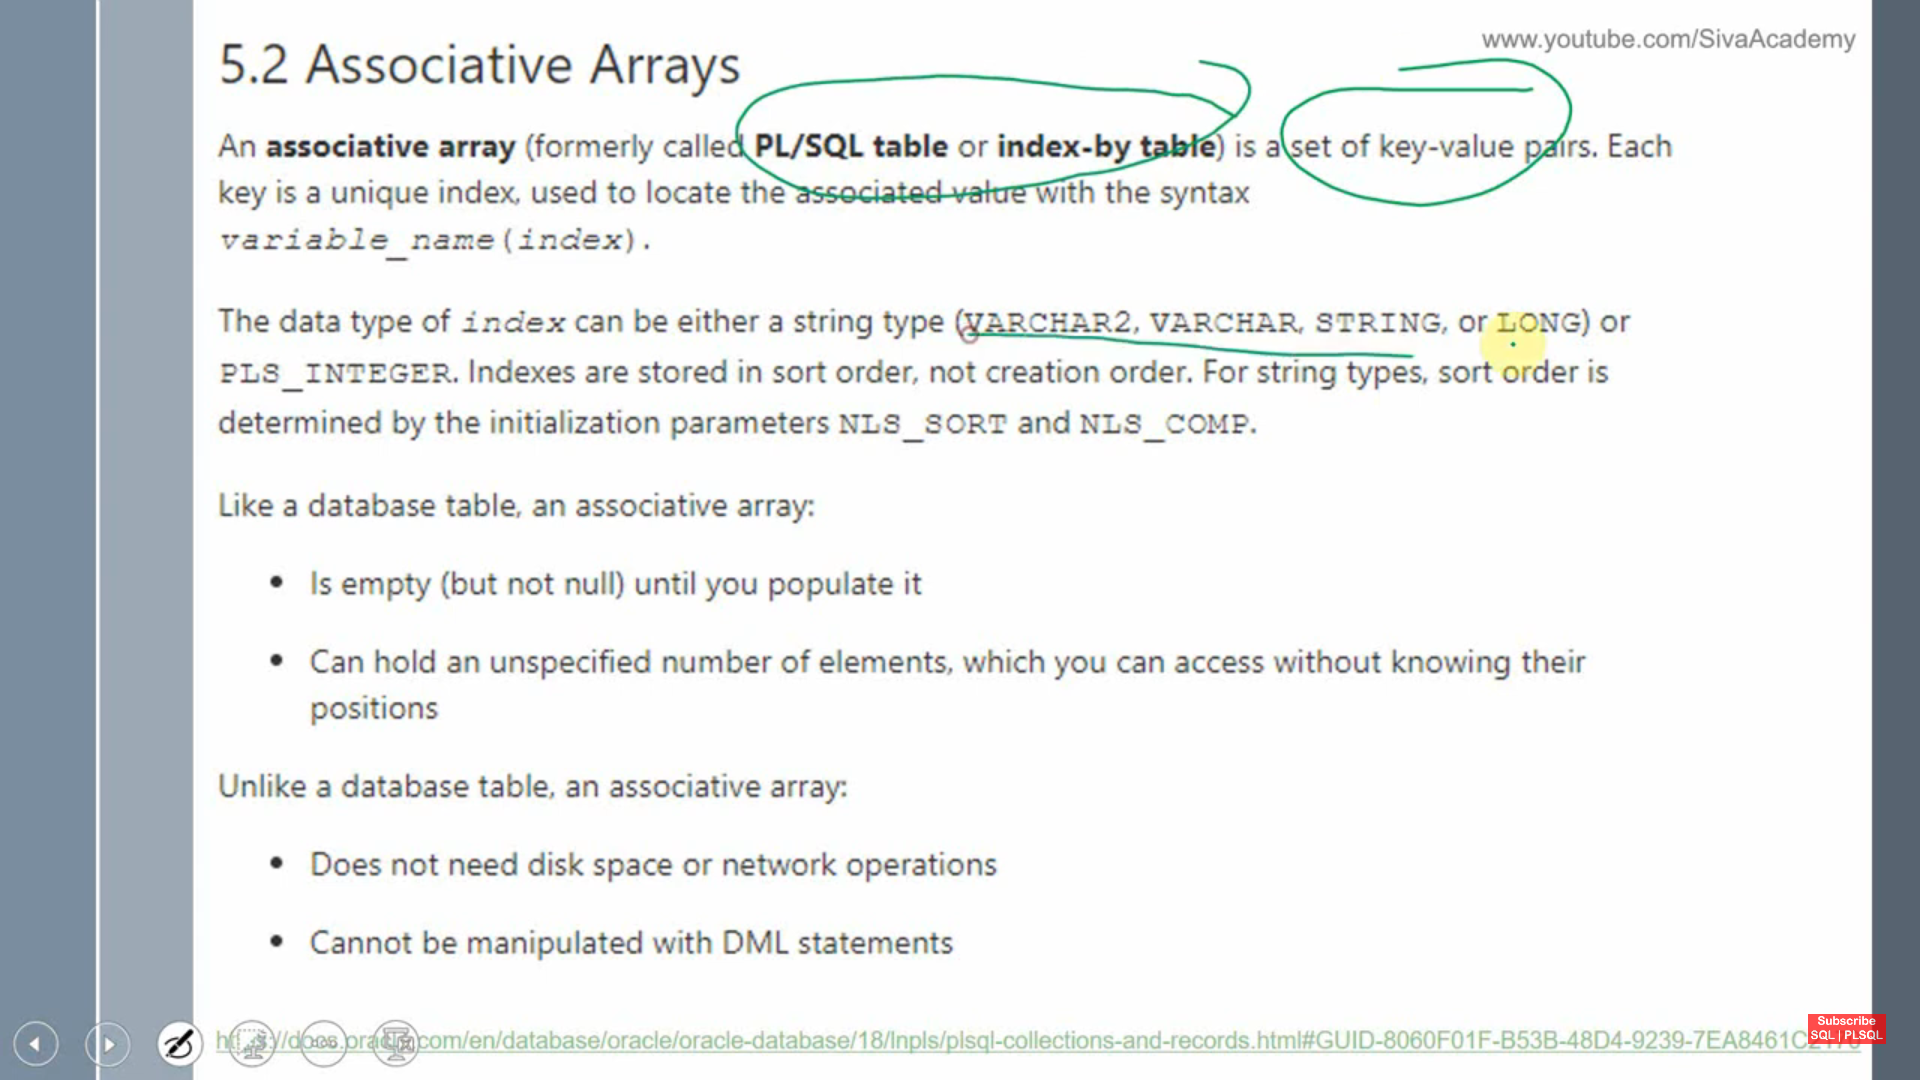 www.youtube.com/SivaAcademy
5.2 Associative Arrays
An associative array (formerly called PL/SQL table or index-by table) is a set of key-value pairs. Each
key is a unique index, used to locate the associated value with the syntax
variable_name(index).
The data type of index can be either a string type (VARCHAR2, VARCHAR, STRING, or LONG) or
PLS_INTEGER. Indexes are stored in sort order, not creation order. For string types, sort order is
determined by the initialization parameters NLS_SORT and NLS_COMP.
Like a database table, an associative array:
• Is empty (but not null) until you populate it
• Can hold an unspecified number of elements, which you can access without knowing their
positions
Unlike a database table, an associative array:
• Does not need disk space or network operations
• Cannot be manipulated with DML statements
.com/en/database/oracle/oracle-database/18/lnpls/plsql-collections-and-records.html#GUID-8060F01F-B53B-48D4-9239-7EA8461C
Subscribe
SQL | PLSQL